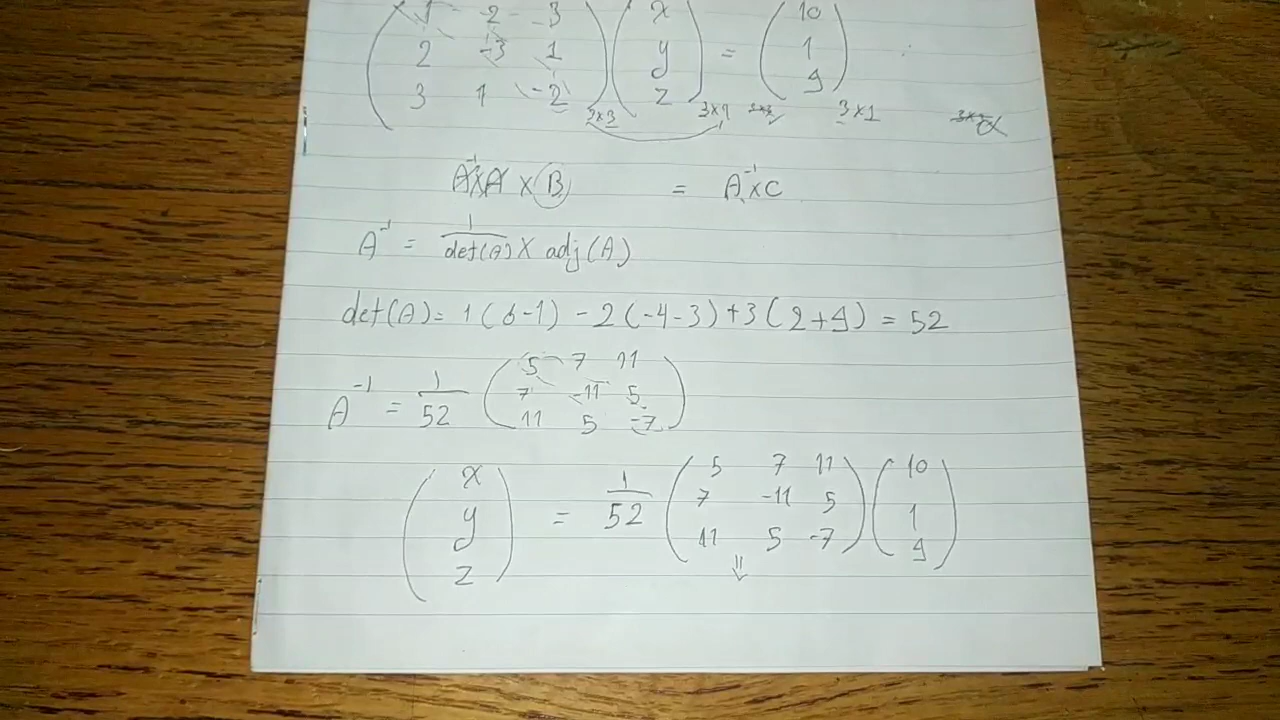 ( 1 2 3 ) ( x ) ( 10 )
( 2 -3 1 ) ( y ) = ( 1 )
( 3 1 -2 ) ( z ) ( 9 )
3×3 3×1 3×1
A⁻¹×A × B = A⁻¹×C
A⁻¹ = 1/det(A) × adj(A)
det(A) = 1(6-1) - 2(-4-3) + 3(2+9) = 52
( 5 7 11 )
A⁻¹ = 1/52 ( 7 -11 5 )
( 11 5 -7 )
( x ) ( 5 7 11 ) ( 10 )
( y ) = 1/52 ( 7 -11 5 ) ( 1 )
( z ) ( 11 5 -7 ) ( 9 )
⇓